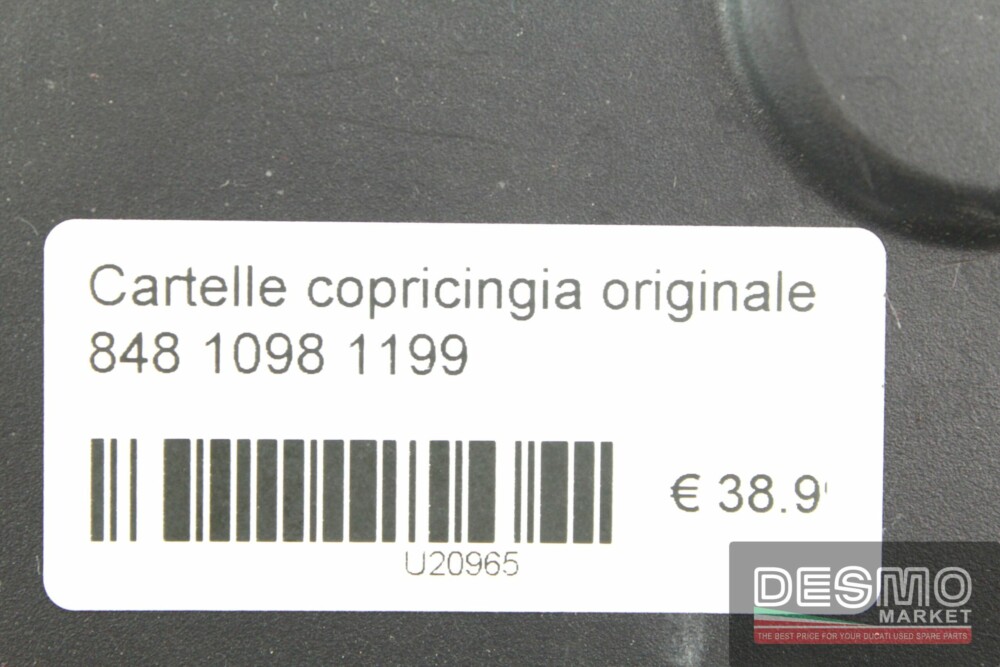 Cartelle copricingia originale
848 1098 1199
€ 38.9
U20965
DESMO
MARKET
THE BEST PRICE FOR YOUR DUCATI USED SPARE PARTS